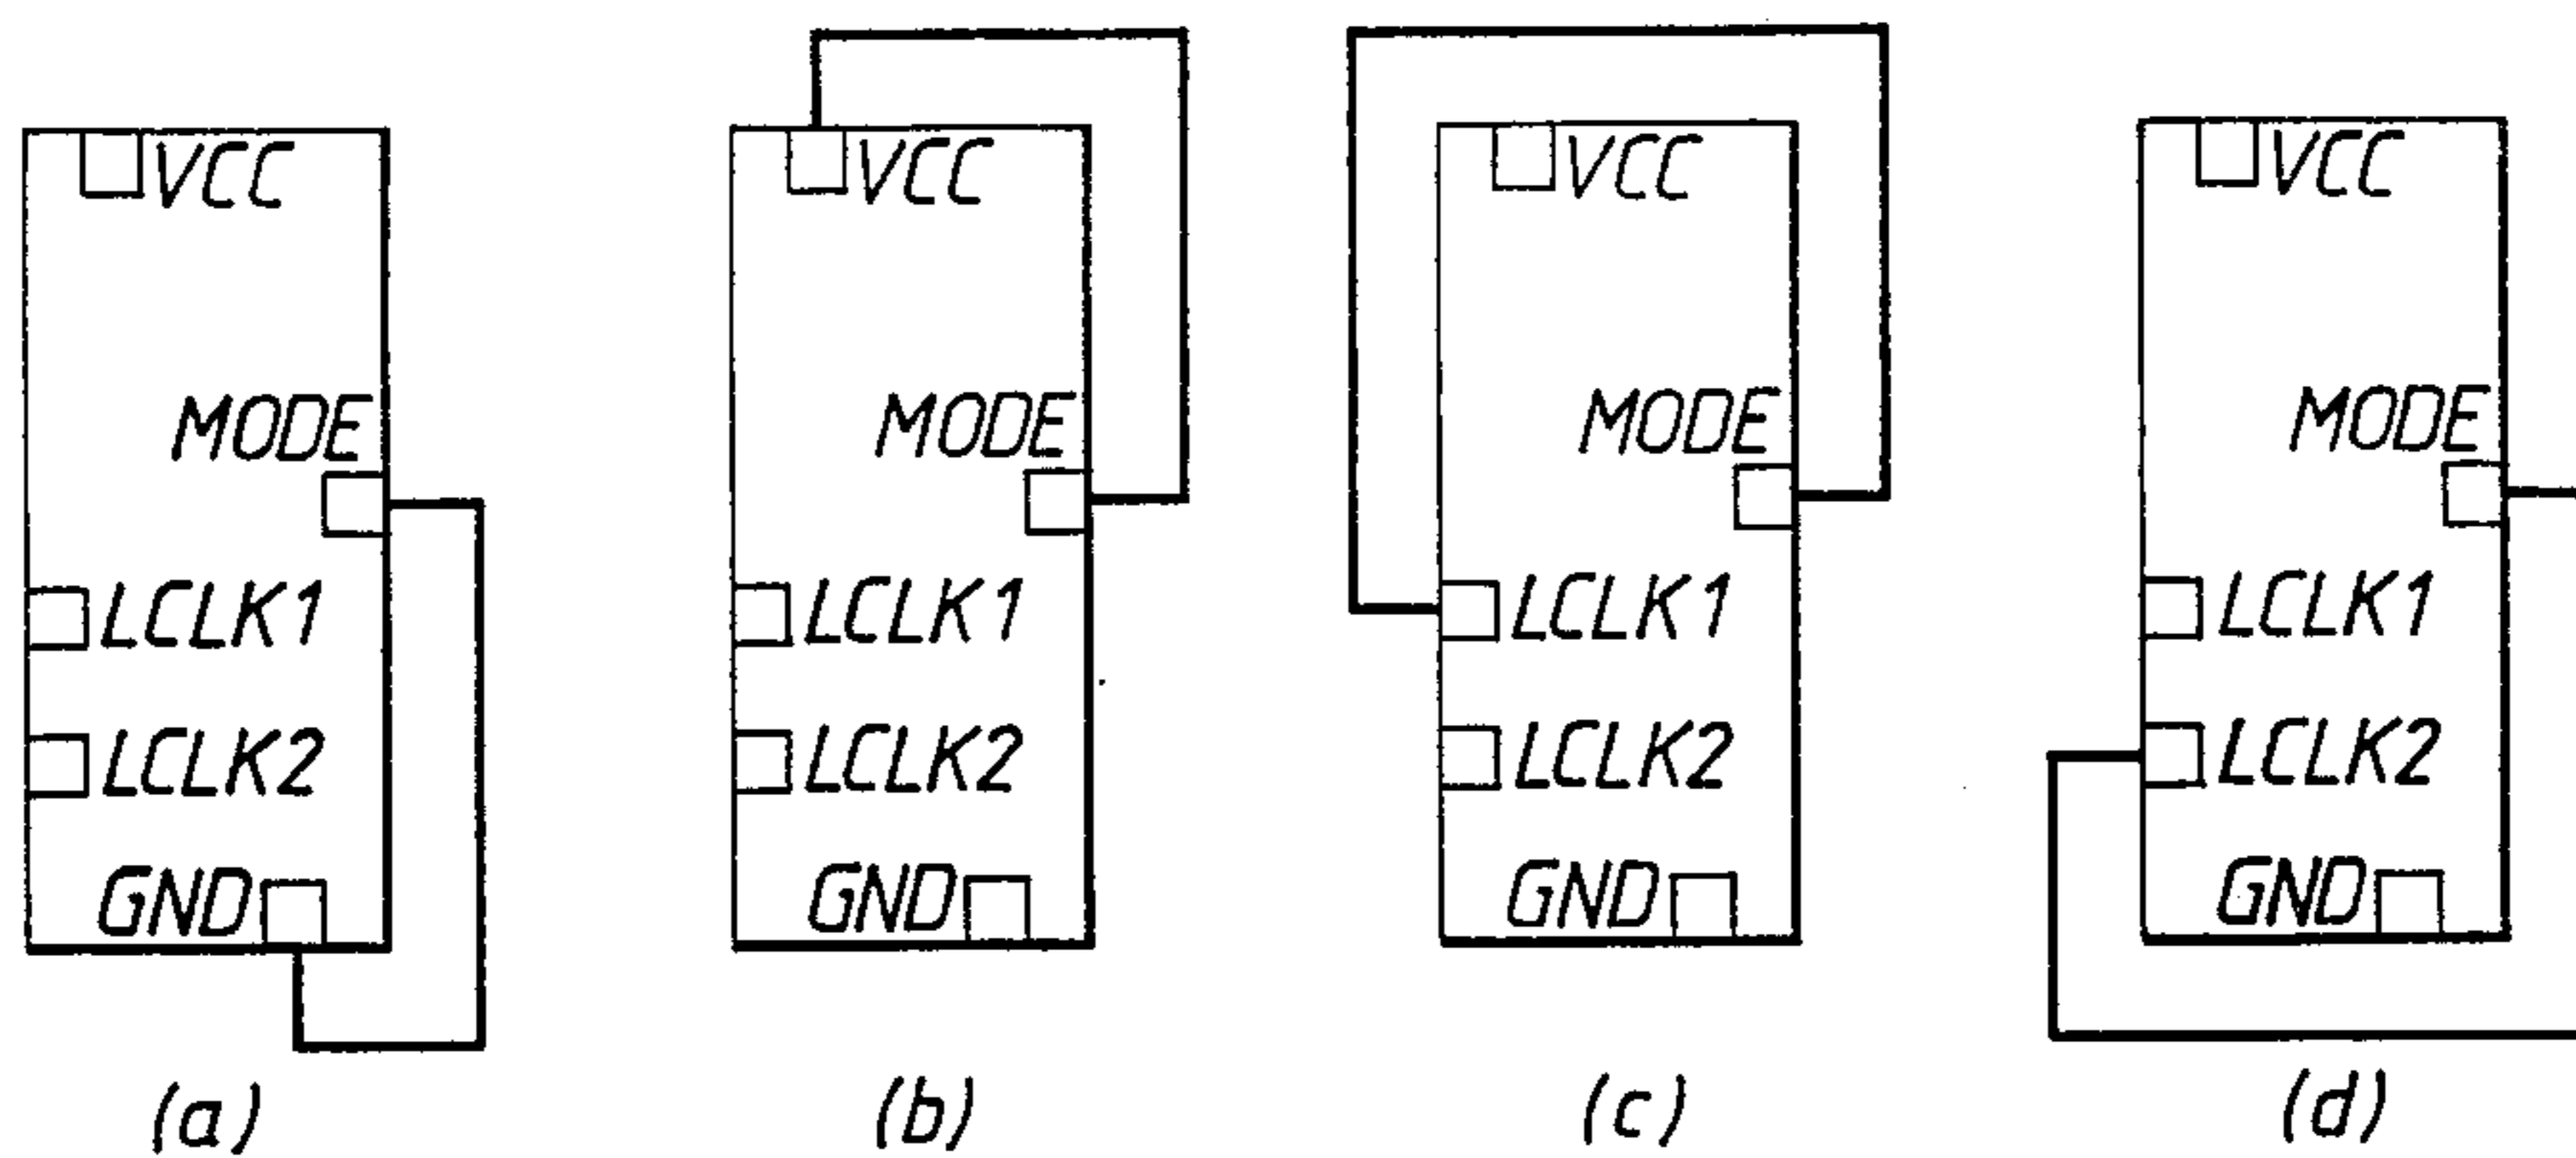 VCC
MODE
LCLK1
LCLK2
GND
(a)
VCC
MODE
LCLK1
LCLK2
GND
(b)
VCC
MODE
LCLK1
LCLK2
GND
(c)
VCC
MODE
LCLK1
LCLK2
GND
(d)